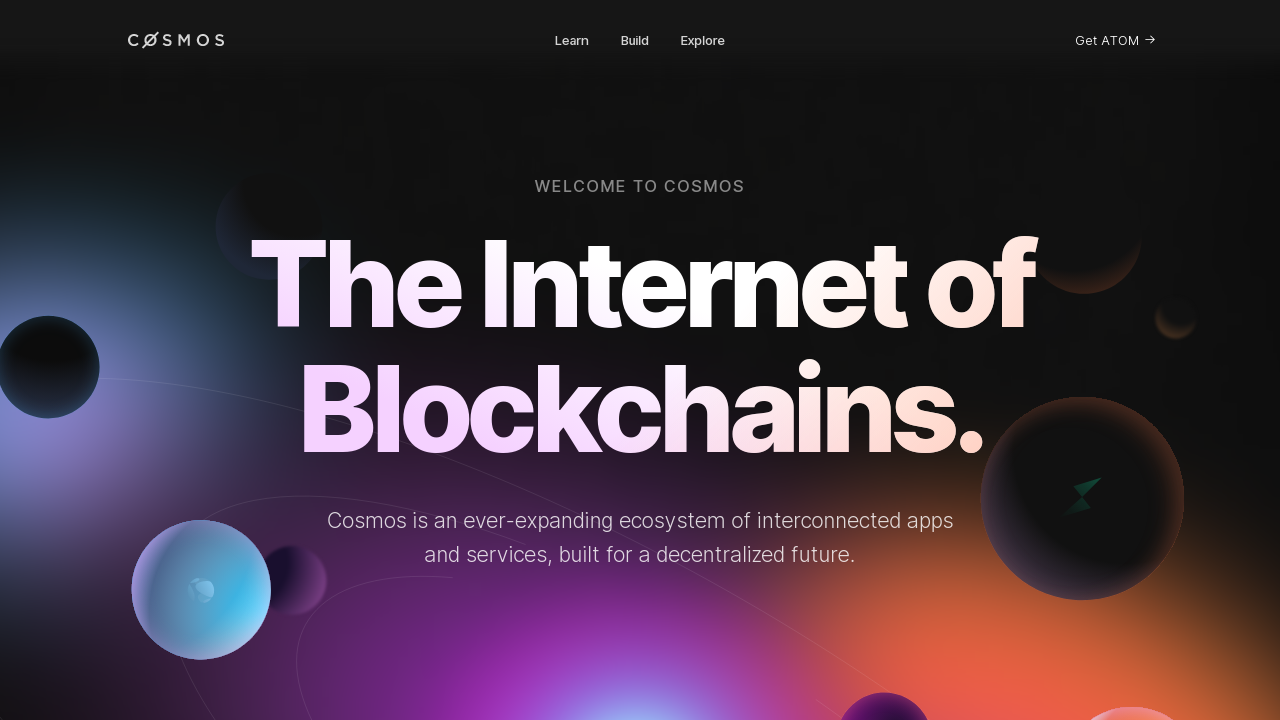 CØSMOS
Learn
Build
Explore
Get ATOM →
WELCOME TO COSMOS
The Internet of
Blockchains.
Cosmos is an ever-expanding ecosystem of interconnected apps
and services, built for a decentralized future.